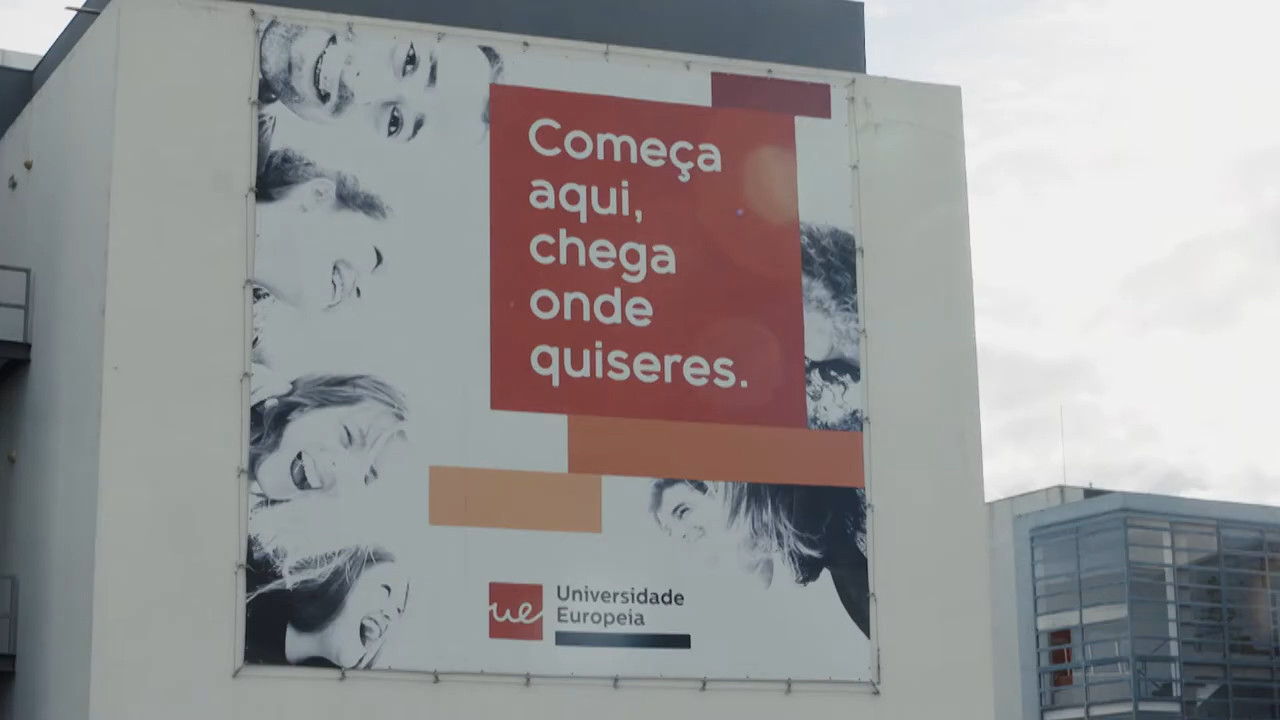 Começa
aqui,
chega
onde
quiseres.
ue
Universidade
Europeia